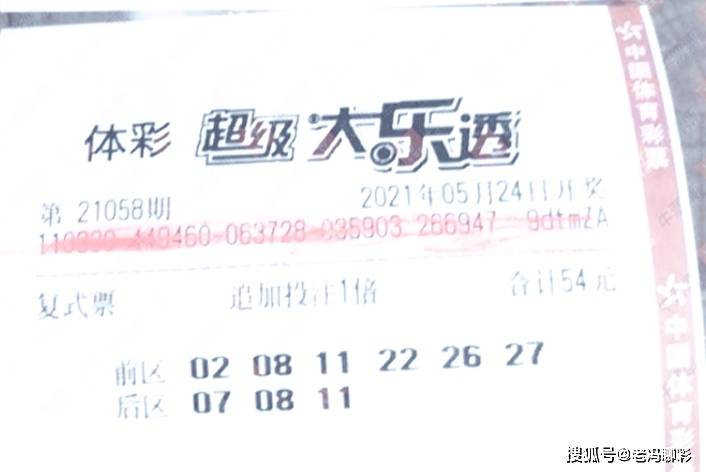 体彩 超级大乐透
第 21058期 2021年05月24日开奖
110330-449460-063728-035903 266947 9dtmZA
复式票 追加投注1倍 合计54元
前区 02 08 11 22 26 27
后区 07 08 11
中国体育彩票
中国体育彩票
搜狐号@老冯聊彩